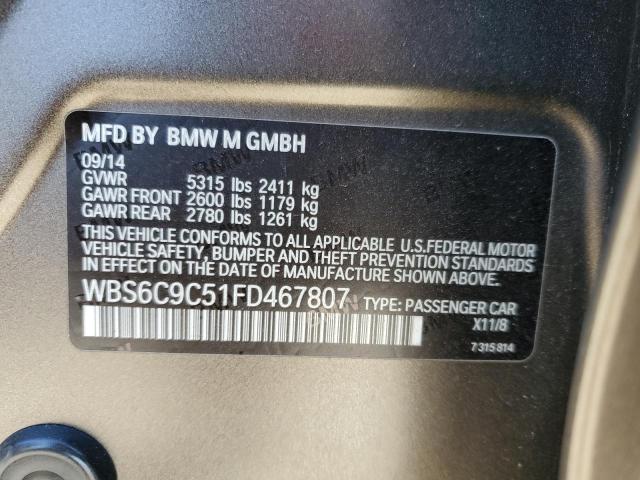 MFD BY BMW M GMBH
09/14
GVWR 5315 lbs 2411 kg
GAWR FRONT 2600 lbs 1179 kg
GAWR REAR 2780 lbs 1261 kg
THIS VEHICLE CONFORMS TO ALL APPLICABLE U.S.FEDERAL MOTOR
VEHICLE SAFETY, BUMPER AND THEFT PREVENTION STANDARDS
IN EFFECT ON THE DATE OF MANUFACTURE SHOWN ABOVE.
WBS6C9C51FD467807 TYPE: PASSENGER CAR
X11/8
7 315 814